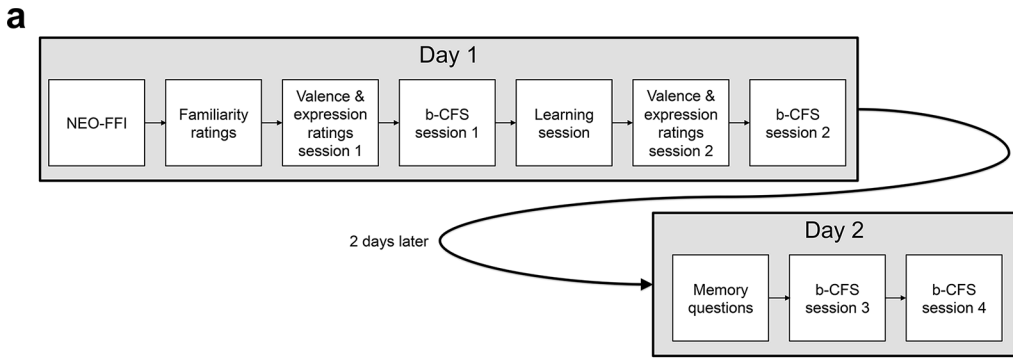 a
Day 1
NEO-FFI
Familiarity
ratings
Valence &
expression
ratings
session 1
b-CFS
session 1
Learning
session
Valence &
expression
ratings
session 2
b-CFS
session 2
2 days later
Day 2
Memory
questions
b-CFS
session 3
b-CFS
session 4